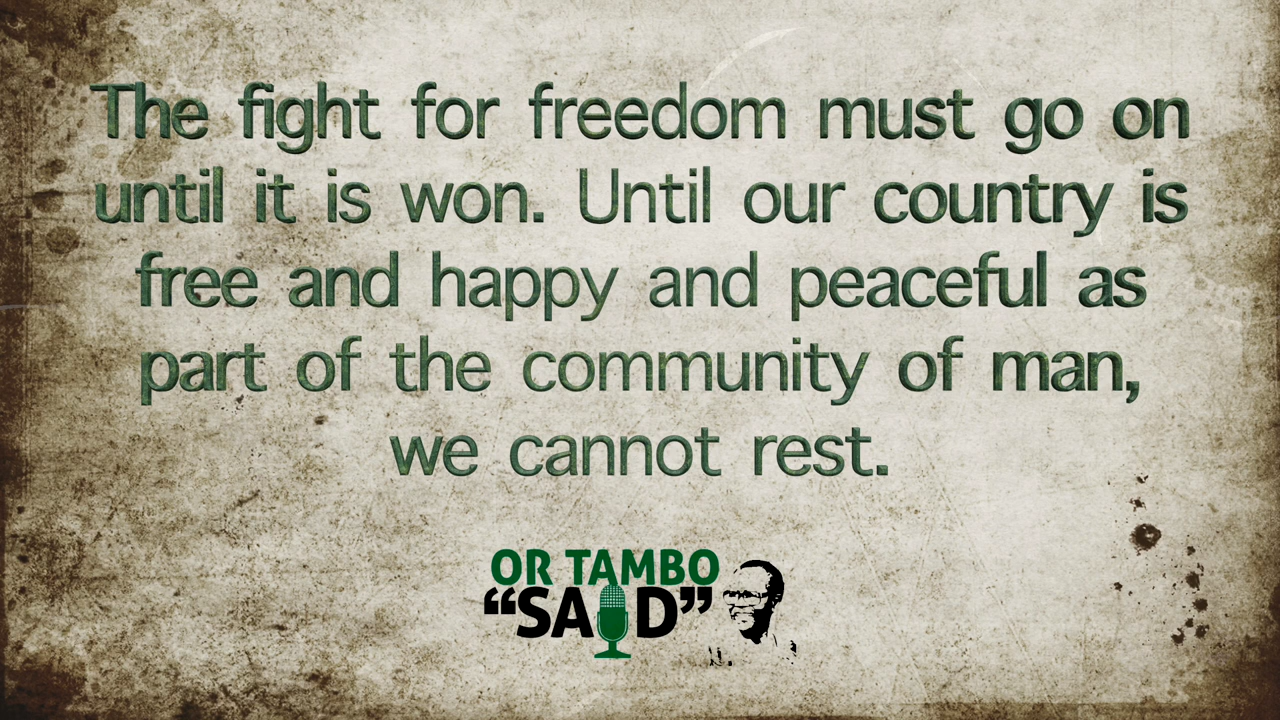 The fight for freedom must go on
until it is won. Until our country is
free and happy and peaceful as
part of the community of man,
we cannot rest.
OR TAMBO
“SAID”